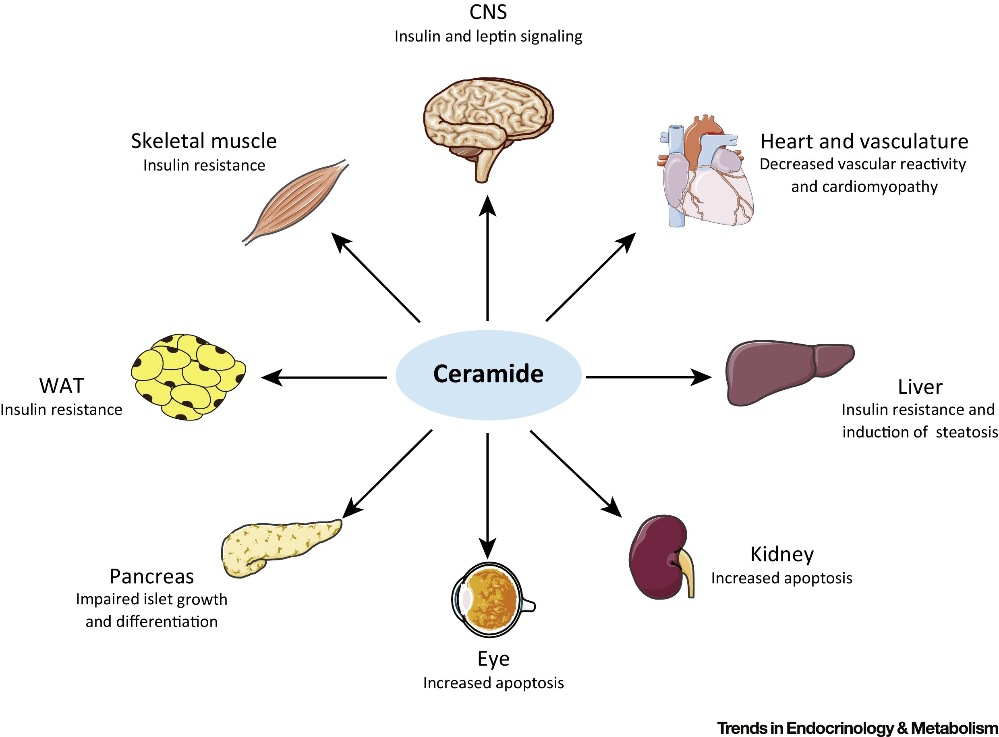 CNS
Insulin and leptin signaling
Skeletal muscle
Insulin resistance
Heart and vasculature
Decreased vascular reactivity
and cardiomyopathy
Ceramide
WAT
Insulin resistance
Liver
Insulin resistance and
induction of steatosis
Pancreas
Impaired islet growth
and differentiation
Kidney
Increased apoptosis
Eye
Increased apoptosis
Trends in Endocrinology & Metabolism